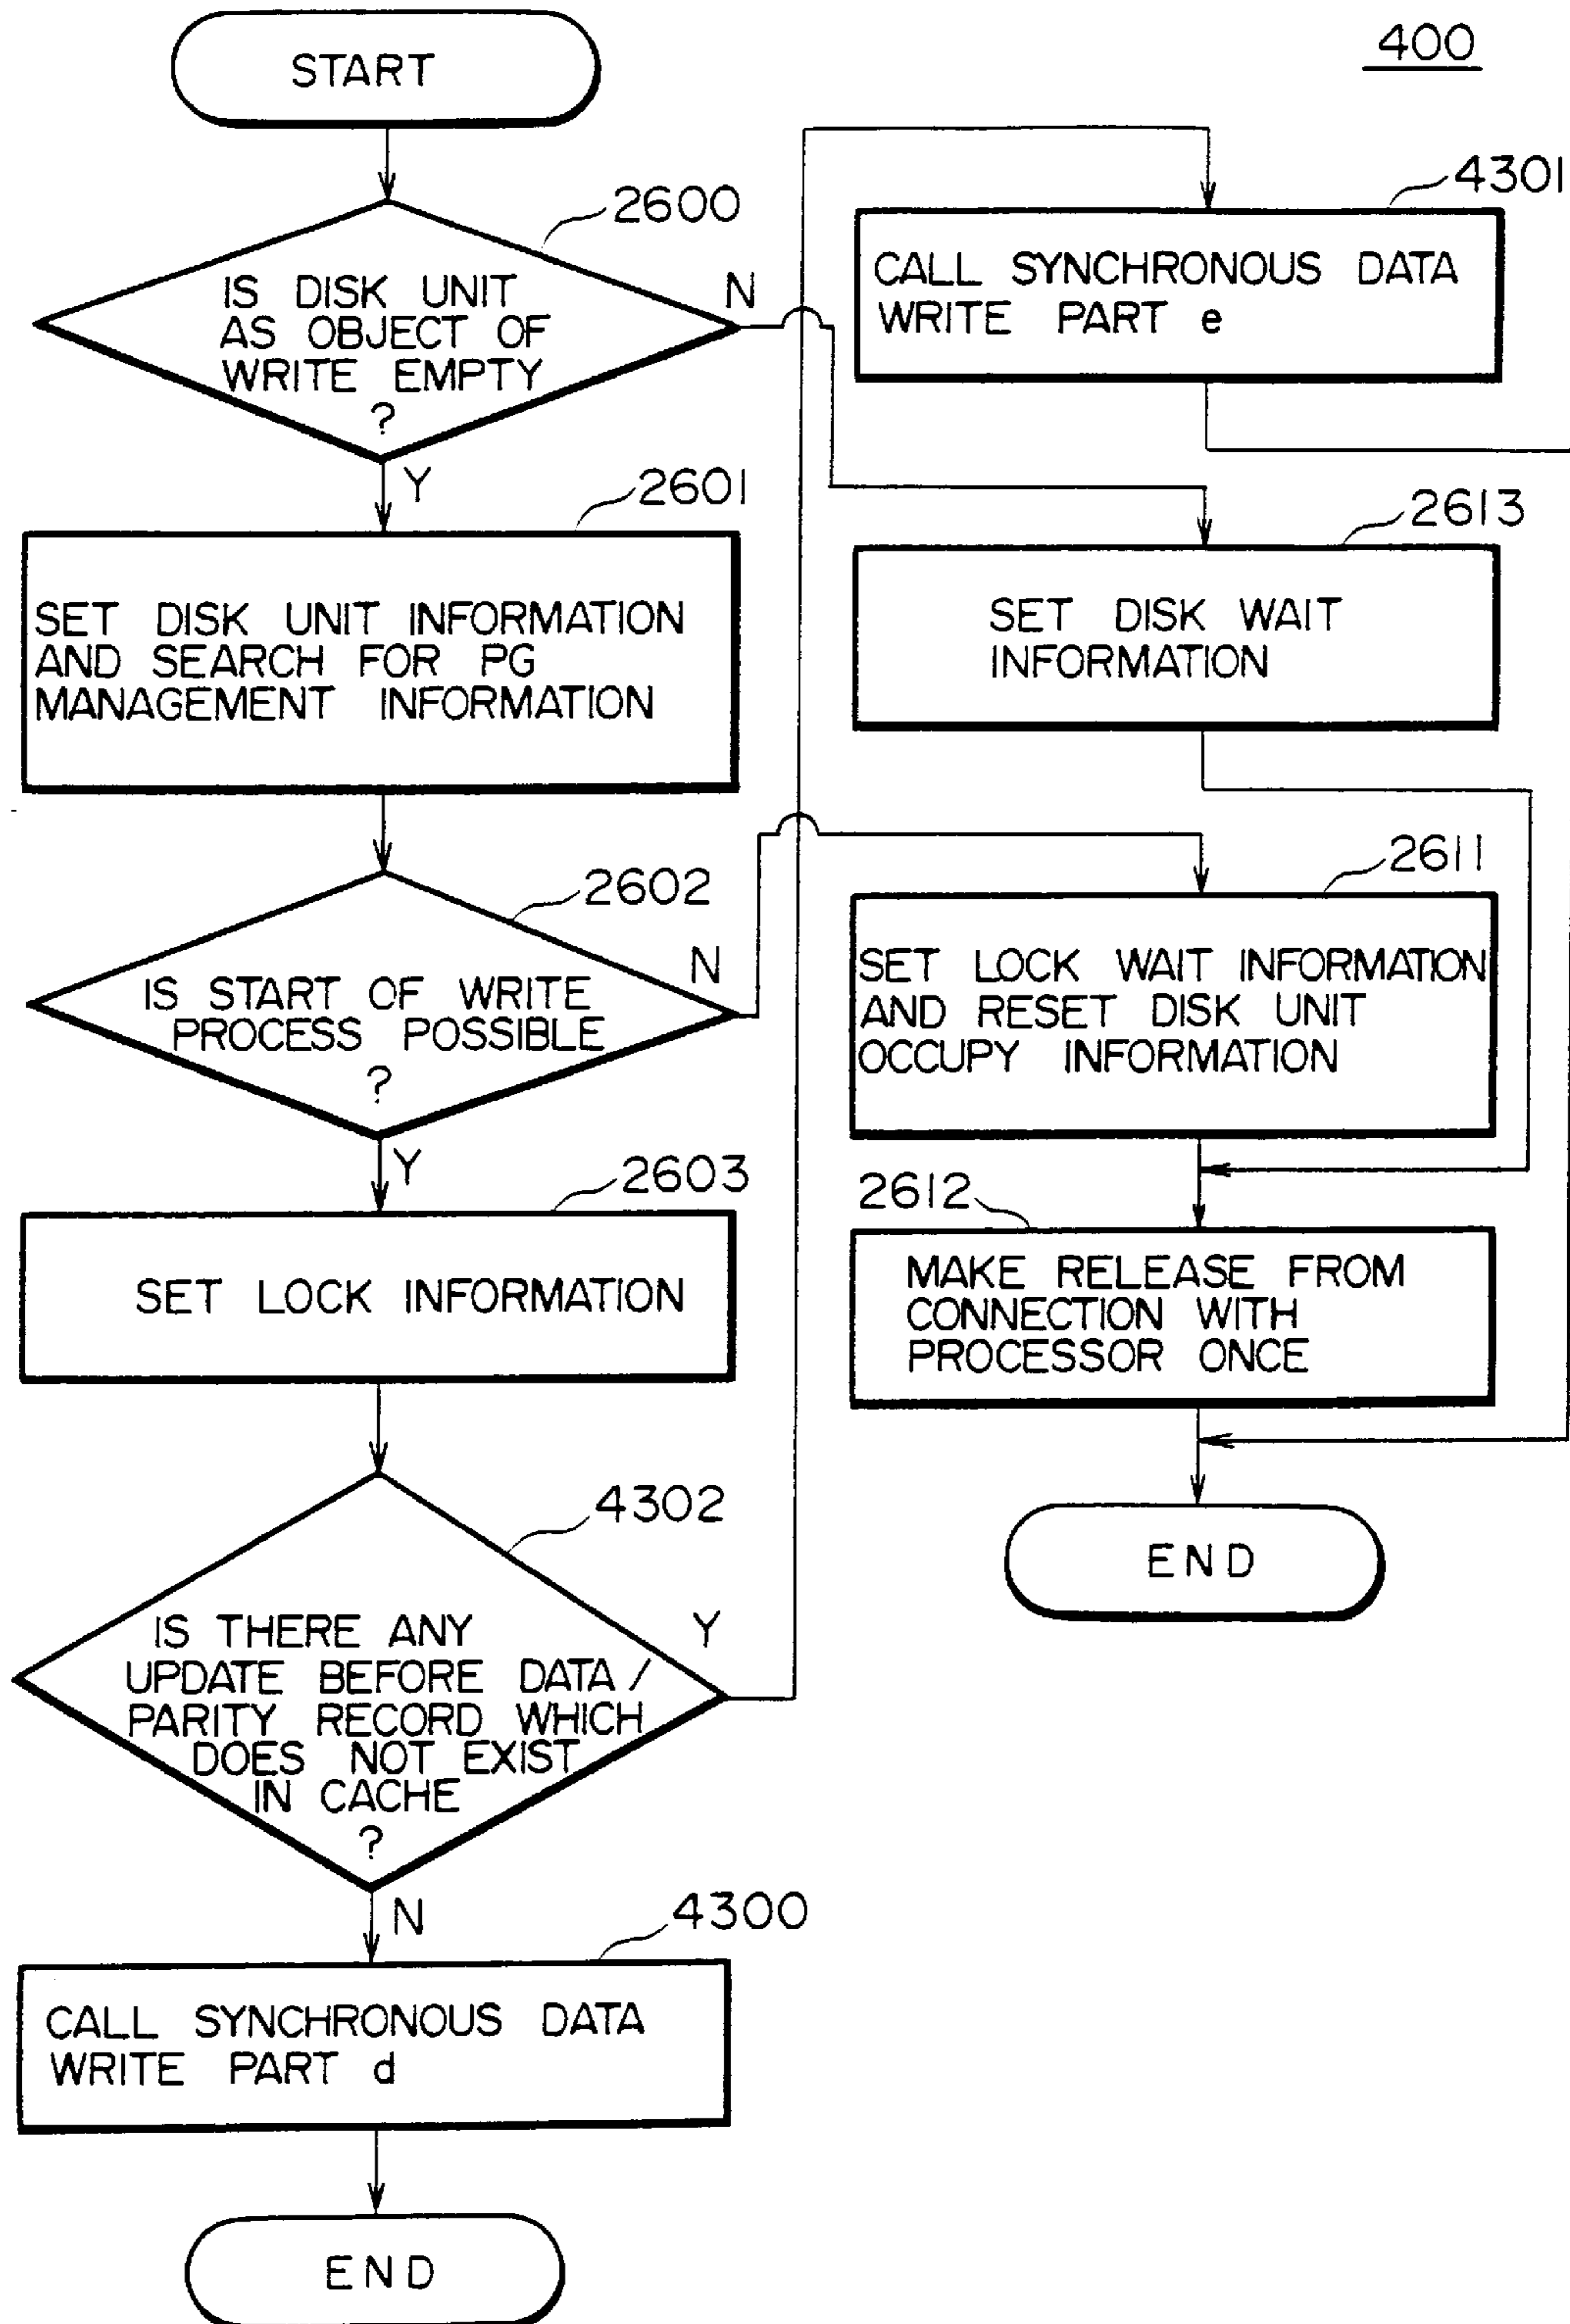 400
START
2600
IS DISK UNIT
AS OBJECT OF
WRITE EMPTY
?
N
Y
2601
SET DISK UNIT INFORMATION
AND SEARCH FOR PG
MANAGEMENT INFORMATION
2602
IS START OF WRITE
PROCESS POSSIBLE
?
N
Y
2603
SET LOCK INFORMATION
4302
IS THERE ANY
UPDATE BEFORE DATA /
PARITY RECORD WHICH
DOES NOT EXIST
IN CACHE
?
Y
N
4300
CALL SYNCHRONOUS DATA
WRITE PART d
END
4301
CALL SYNCHRONOUS DATA
WRITE PART e
2613
SET DISK WAIT
INFORMATION
2611
SET LOCK WAIT INFORMATION
AND RESET DISK UNIT
OCCUPY INFORMATION
2612
MAKE RELEASE FROM
CONNECTION WITH
PROCESSOR ONCE
END